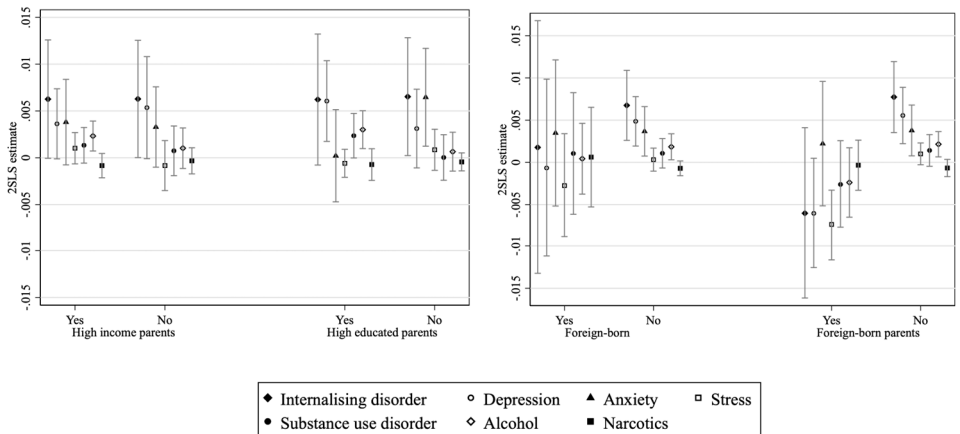 .015
.01
.005
0
-.005
-.01
-.015
2SLS estimate
Yes No Yes No
High income parents High educated parents
.015
.01
.005
0
-.005
-.01
-.015
2SLS estimate
Yes No Yes No
Foreign-born Foreign-born parents
Internalising disorder Depression Anxiety Stress
Substance use disorder Alcohol Narcotics